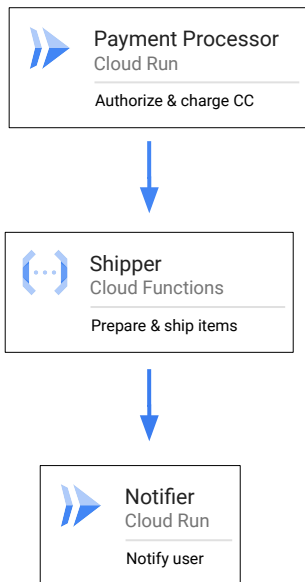 Payment Processor
Cloud Run
Authorize & charge CC
Shipper
Cloud Functions
Prepare & ship items
Notifier
Cloud Run
Notify user